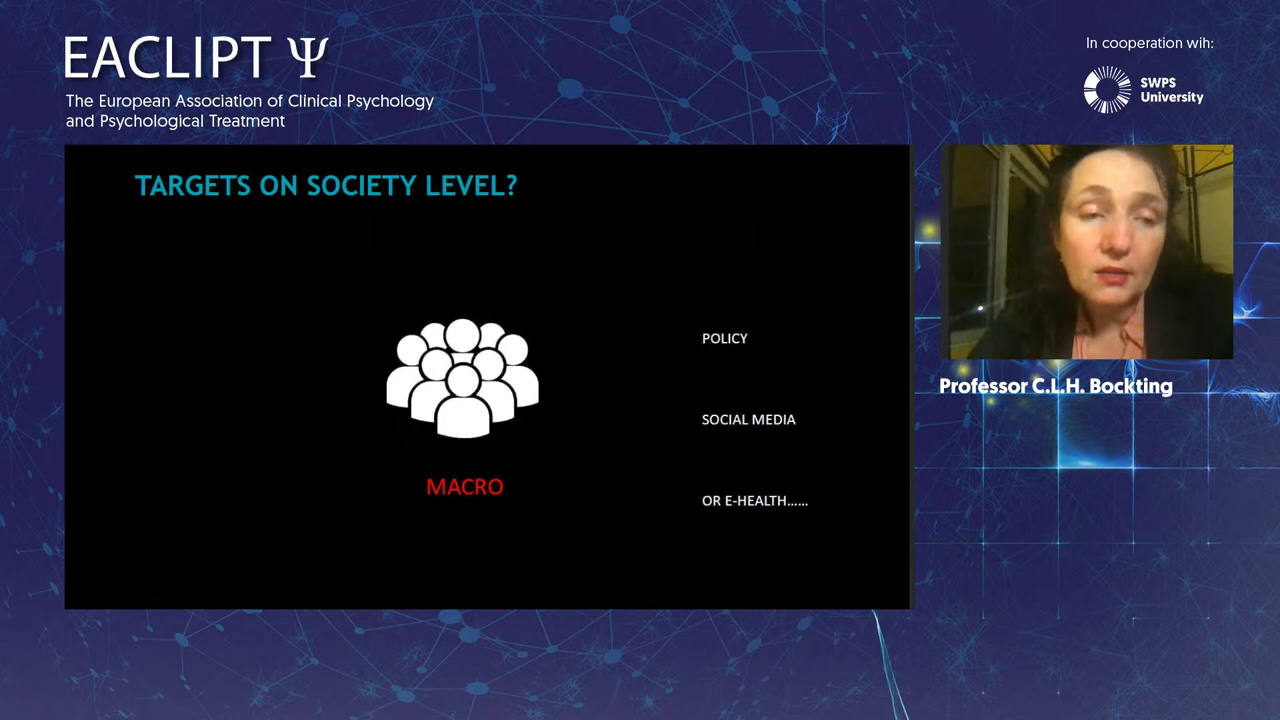 EACLIPT Ψ
The European Association of Clinical Psychology
and Psychological Treatment
In cooperation wih:
SWPS
University
TARGETS ON SOCIETY LEVEL?
POLICY
SOCIAL MEDIA
MACRO
OR E-HEALTH......
Professor C.L.H. Bockting